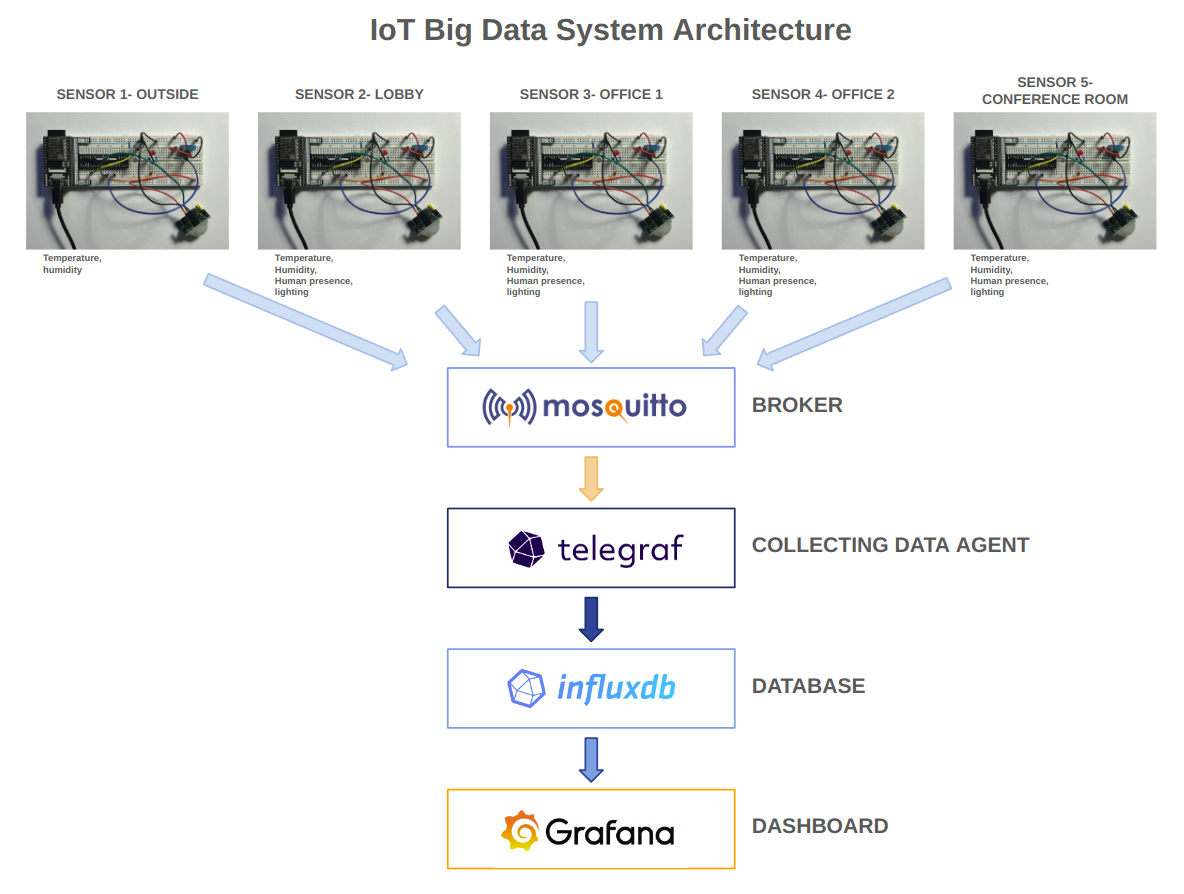 IoT Big Data System Architecture
SENSOR 1- OUTSIDE
SENSOR 2- LOBBY
SENSOR 3- OFFICE 1
SENSOR 4- OFFICE 2
SENSOR 5-
CONFERENCE ROOM
Temperature,
humidity
Temperature,
Humidity,
Human presence,
lighting
Temperature,
Humidity,
Human presence,
lighting
Temperature,
Humidity,
Human presence,
lighting
Temperature,
Humidity,
Human presence,
lighting
mosquitto
BROKER
telegraf
COLLECTING DATA AGENT
influxdb
DATABASE
Grafana
DASHBOARD